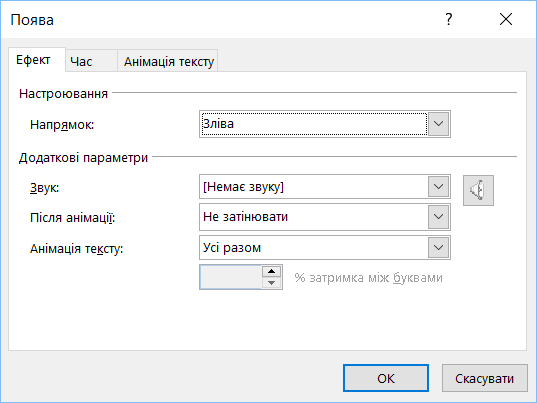 Поява ?
Ефект Час Анімація тексту
Настроювання
Напрямок: Зліва
Додаткові параметри
Звук: [Немає звуку]
Після анімації: Не затінювати
Анімація тексту: Усі разом
% затримка між буквами
ОК Скасувати